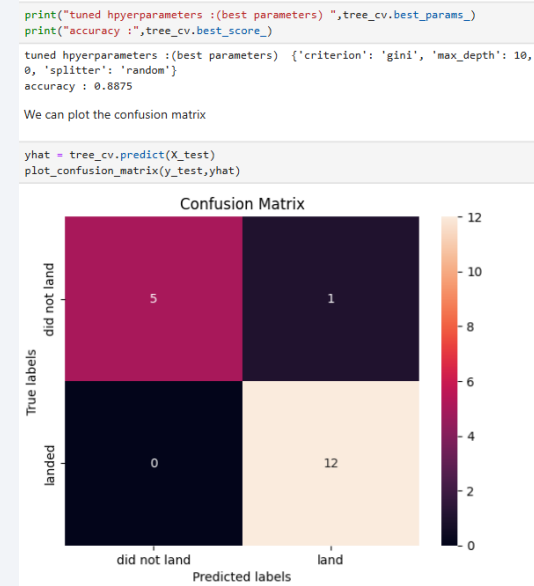 print("tuned hpyerparameters :(best parameters) ",tree_cv.best_params_)
print("accuracy :",tree_cv.best_score_)
tuned hpyerparameters :(best parameters)  {'criterion': 'gini', 'max_depth': 10,
0, 'splitter': 'random'}
accuracy : 0.8875
We can plot the confusion matrix
yhat = tree_cv.predict(X_test)
plot_confusion_matrix(y_test,yhat)
Confusion Matrix
True labels
did not land
landed
5
1
0
12
12
10
8
6
4
2
0
did not land
land
Predicted labels